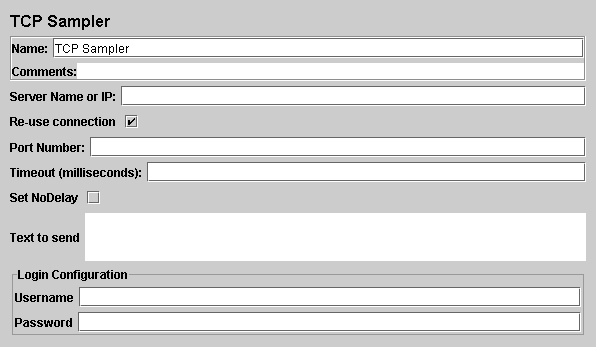 TCP Sampler
Name: TCP Sampler
Comments:
Server Name or IP:
Re-use connection
Port Number:
Timeout (milliseconds):
Set NoDelay
Text to send
Login Configuration
Username
Password